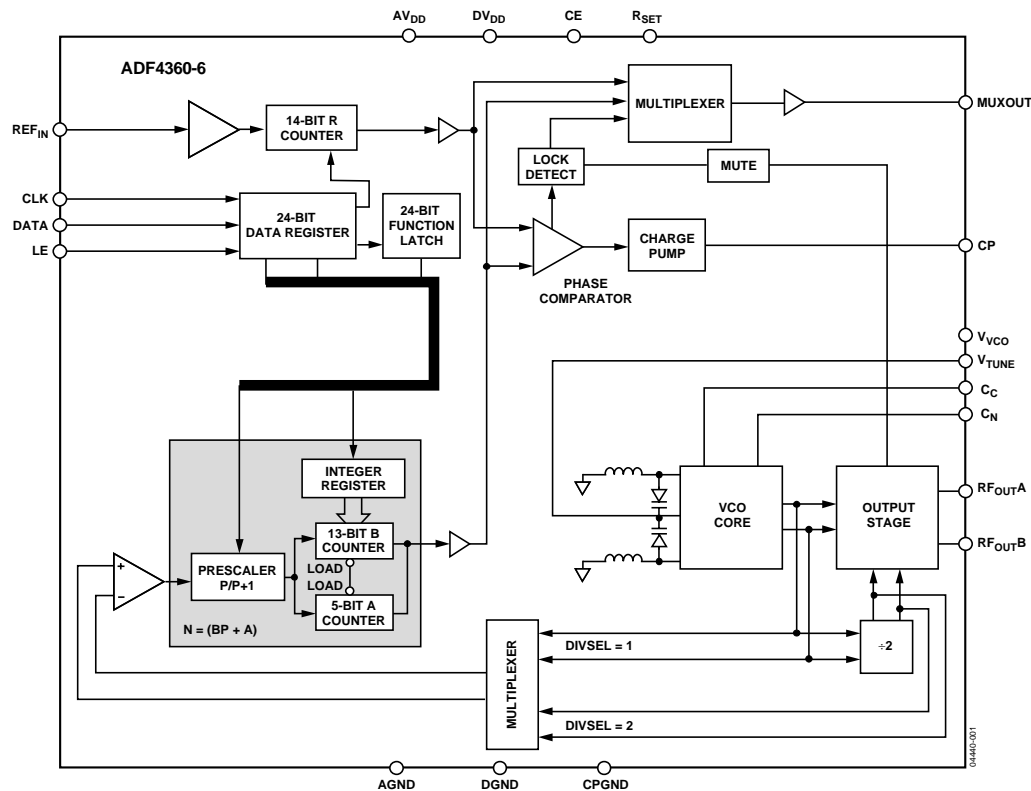 AVDD DVDD CE RSET
ADF4360-6
MULTIPLEXER
MUXOUT
REFIN
14-BIT R
COUNTER
LOCK
DETECT
MUTE
CLK
DATA
LE
24-BIT
DATA REGISTER
24-BIT
FUNCTION
LATCH
CHARGE
PUMP
CP
PHASE
COMPARATOR
VVCO
VTUNE
CC
CN
INTEGER
REGISTER
13-BIT B
COUNTER
LOAD
LOAD
5-BIT A
COUNTER
PRESCALER
P/P+1
+
−
N = (BP + A)
VCO
CORE
OUTPUT
STAGE
RFOUTA
RFOUTB
MULTIPLEXER
DIVSEL = 1
DIVSEL = 2
÷2
04440-001
AGND DGND CPGND